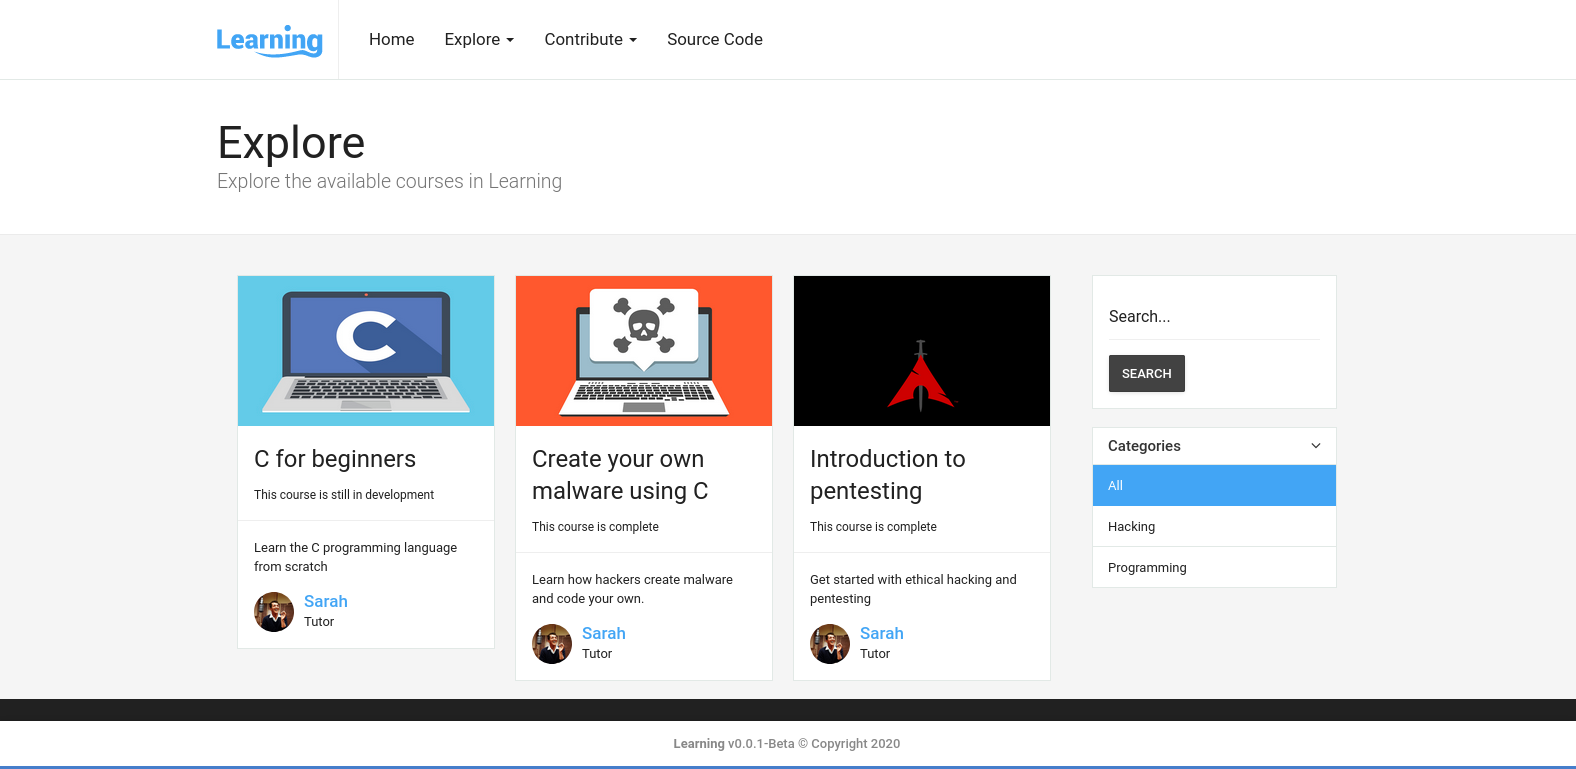 Learning
Home
Explore
Contribute
Source Code
Explore
Explore the available courses in Learning
C
C for beginners
This course is still in development
Learn the C programming language
from scratch
Sarah
Tutor
Create your own
malware using C
This course is complete
Learn how hackers create malware
and code your own.
Sarah
Tutor
Introduction to
pentesting
This course is complete
Get started with ethical hacking and
pentesting
Sarah
Tutor
Search...
SEARCH
Categories
All
Hacking
Programming
Learning v0.0.1-Beta © Copyright 2020